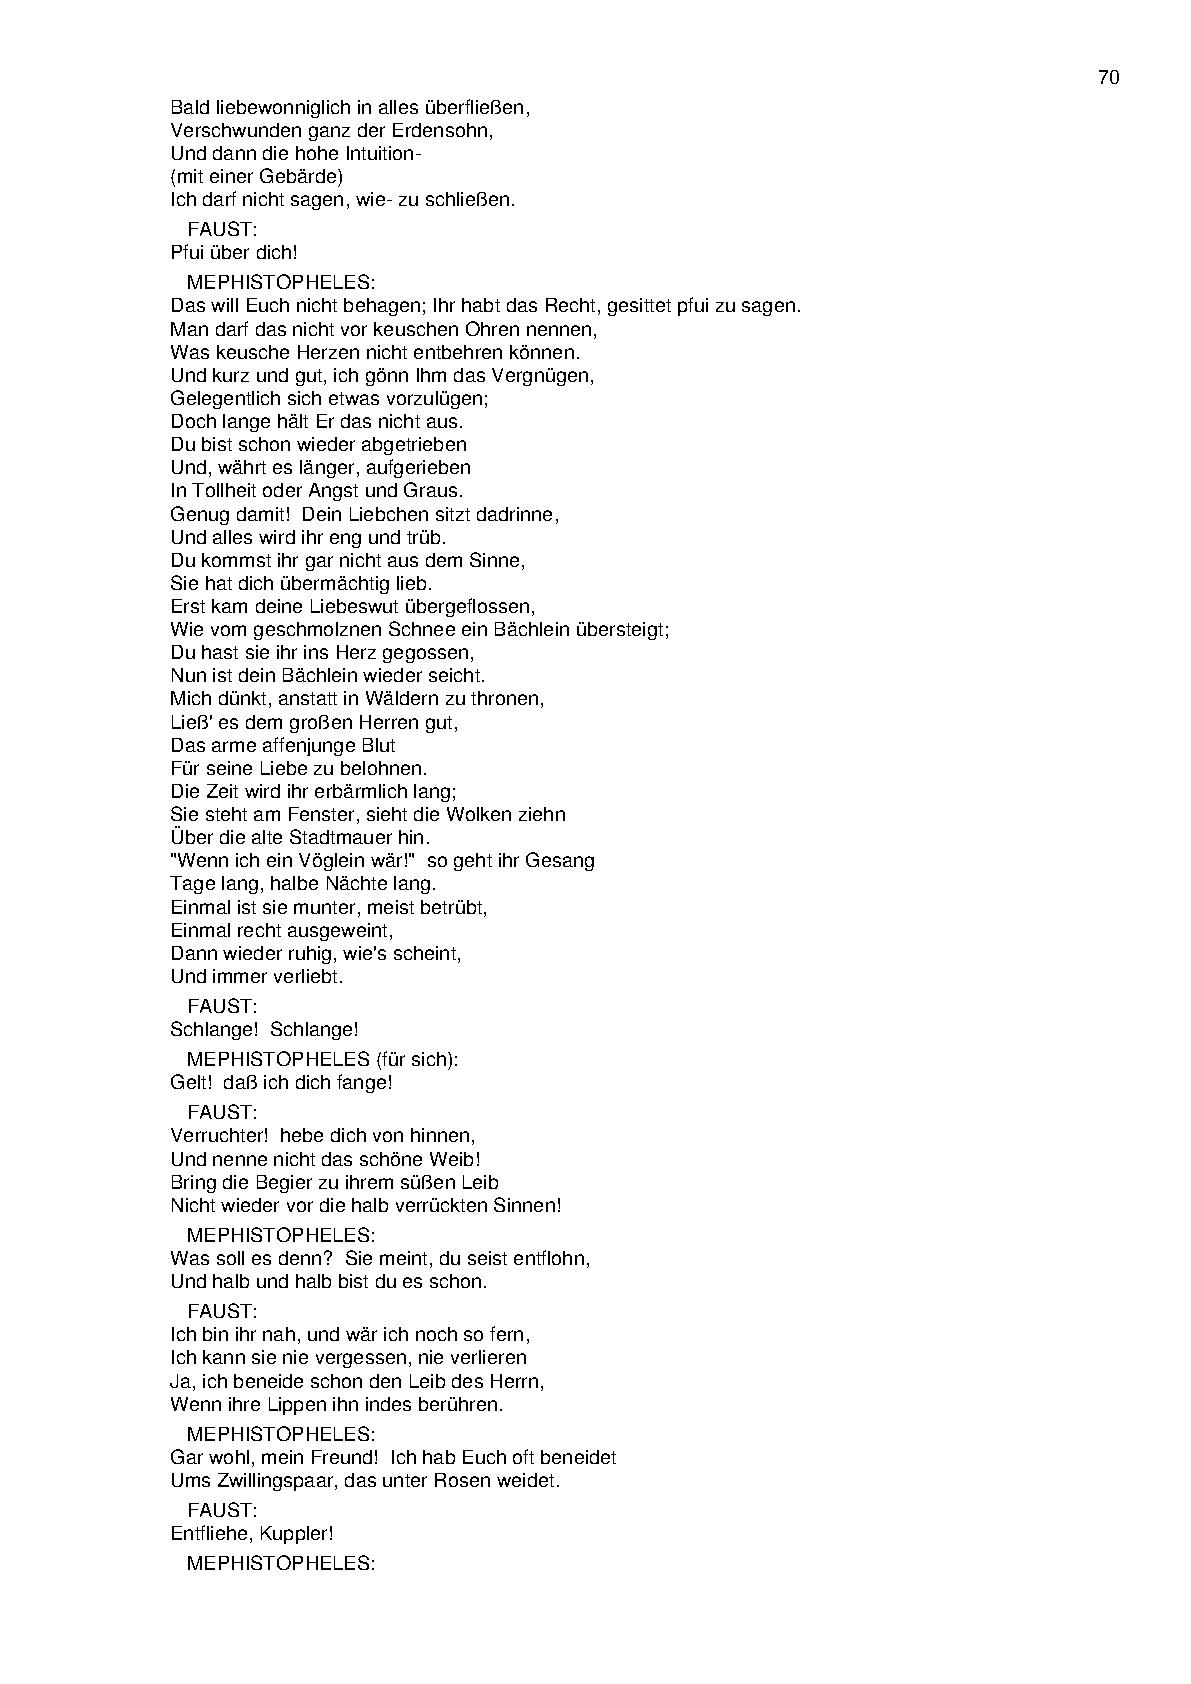 70
Bald liebewonniglich in alles überfließen,
Verschwunden ganz der Erdensohn,
Und dann die hohe Intuition-
(mit einer Gebärde)
Ich darf nicht sagen, wie- zu schließen.
FAUST:
Pfui über dich!
MEPHISTOPHELES:
Das will Euch nicht behagen; Ihr habt das Recht, gesittet pfui zu sagen.
Man darf das nicht vor keuschen Ohren nennen,
Was keusche Herzen nicht entbehren können.
Und kurz und gut, ich gönn Ihm das Vergnügen,
Gelegentlich sich etwas vorzulügen;
Doch lange hält Er das nicht aus.
Du bist schon wieder abgetrieben
Und, währt es länger, aufgerieben
In Tollheit oder Angst und Graus.
Genug damit!  Dein Liebchen sitzt dadrinne,
Und alles wird ihr eng und trüb.
Du kommst ihr gar nicht aus dem Sinne,
Sie hat dich übermächtig lieb.
Erst kam deine Liebeswut übergeflossen,
Wie vom geschmolznen Schnee ein Bächlein übersteigt;
Du hast sie ihr ins Herz gegossen,
Nun ist dein Bächlein wieder seicht.
Mich dünkt, anstatt in Wäldern zu thronen,
Ließ' es dem großen Herren gut,
Das arme affenjunge Blut
Für seine Liebe zu belohnen.
Die Zeit wird ihr erbärmlich lang;
Sie steht am Fenster, sieht die Wolken ziehn
Über die alte Stadtmauer hin.
"Wenn ich ein Vöglein wär!"  so geht ihr Gesang
Tage lang, halbe Nächte lang.
Einmal ist sie munter, meist betrübt,
Einmal recht ausgeweint,
Dann wieder ruhig, wie's scheint,
Und immer verliebt.
FAUST:
Schlange!  Schlange!
MEPHISTOPHELES (für sich):
Gelt!  daß ich dich fange!
FAUST:
Verruchter!  hebe dich von hinnen,
Und nenne nicht das schöne Weib!
Bring die Begier zu ihrem süßen Leib
Nicht wieder vor die halb verrückten Sinnen!
MEPHISTOPHELES:
Was soll es denn?  Sie meint, du seist entflohn,
Und halb und halb bist du es schon.
FAUST:
Ich bin ihr nah, und wär ich noch so fern,
Ich kann sie nie vergessen, nie verlieren
Ja, ich beneide schon den Leib des Herrn,
Wenn ihre Lippen ihn indes berühren.
MEPHISTOPHELES:
Gar wohl, mein Freund!  Ich hab Euch oft beneidet
Ums Zwillingspaar, das unter Rosen weidet.
FAUST:
Entfliehe, Kuppler!
MEPHISTOPHELES: